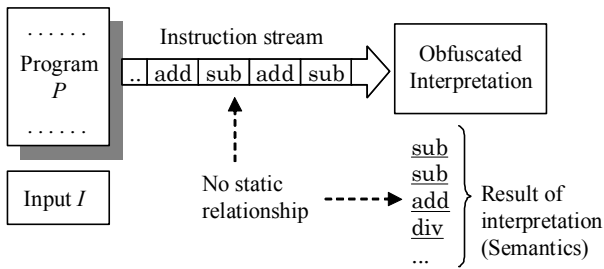 . . . . . .
Program
P
. . . . . .
Input I
Instruction stream
.. add sub add sub
Obfuscated
Interpretation
No static
relationship
sub
sub
add
div
...
Result of
interpretation
(Semantics)